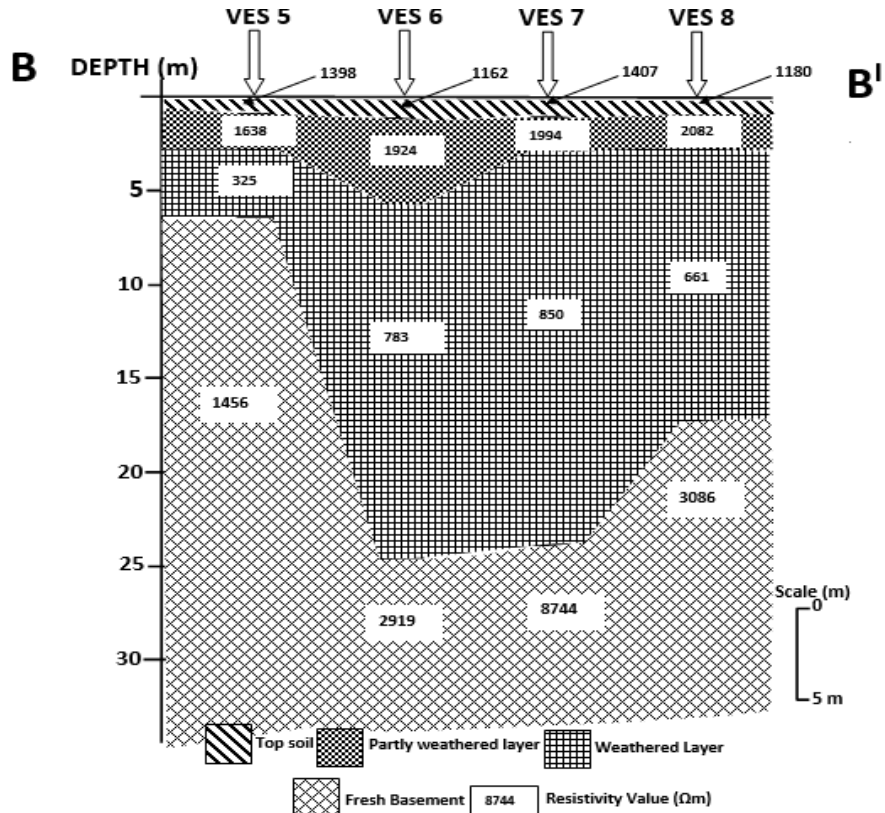 VES 5 VES 6 VES 7 VES 8
B DEPTH (m) 1398 1162 1407 1180 B¹
1638 1924 1994 2082
5 325
10 661
783 850
15
1456
20
3086
25
Scale (m)
0
2919 8744
30
5 m
Top soil Partly weathered layer Weathered Layer
Fresh Basement 8744 Resistivity Value (Ωm)